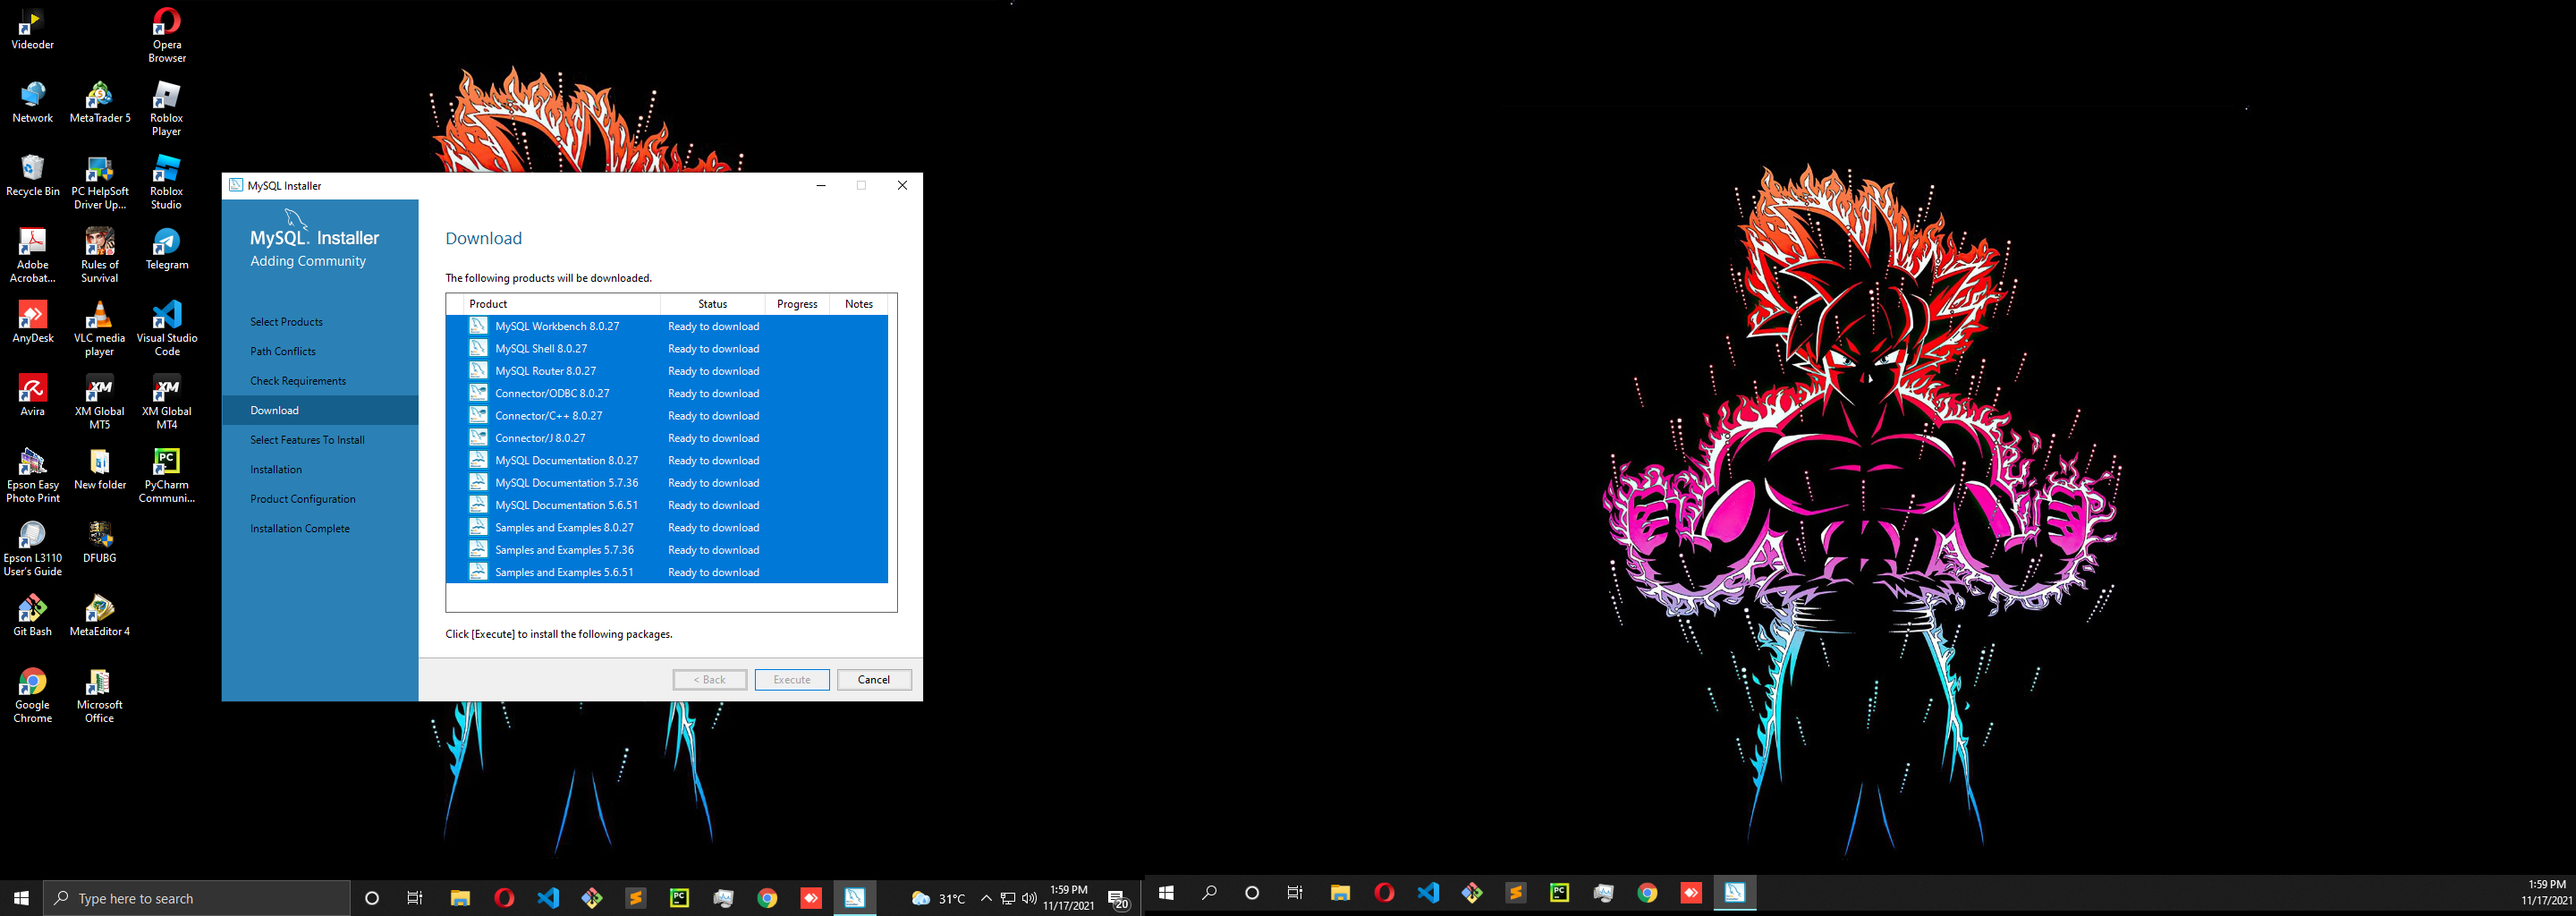 Videoder
Opera
Browser
Network
MetaTrader 5
Roblox
Player
Recycle Bin
PC HelpSoft
Driver Up...
Roblox
Studio
Adobe
Acrobat...
Rules of
Survival
Telegram
AnyDesk
VLC media
player
Visual Studio
Code
Avira
XM Global
MT5
XM Global
MT4
Epson Easy
Photo Print
New folder
PyCharm
Communi...
Epson L3110
User's Guide
DFUBG
Git Bash
MetaEditor 4
Google
Chrome
Microsoft
Office
MySQL Installer
MySQL. Installer
Adding Community
Select Products
Path Conflicts
Check Requirements
Download
Select Features To Install
Installation
Product Configuration
Installation Complete
Download
The following products will be downloaded.
Product Status Progress Notes
MySQL Workbench 8.0.27 Ready to download
MySQL Shell 8.0.27 Ready to download
MySQL Router 8.0.27 Ready to download
Connector/ODBC 8.0.27 Ready to download
Connector/C++ 8.0.27 Ready to download
Connector/J 8.0.27 Ready to download
MySQL Documentation 8.0.27 Ready to download
MySQL Documentation 5.7.36 Ready to download
MySQL Documentation 5.6.51 Ready to download
Samples and Examples 8.0.27 Ready to download
Samples and Examples 5.7.36 Ready to download
Samples and Examples 5.6.51 Ready to download
Click [Execute] to install the following packages.
< Back Execute Cancel
Type here to search
31°C
1:59 PM
11/17/2021
20
1:59 PM
11/17/2021